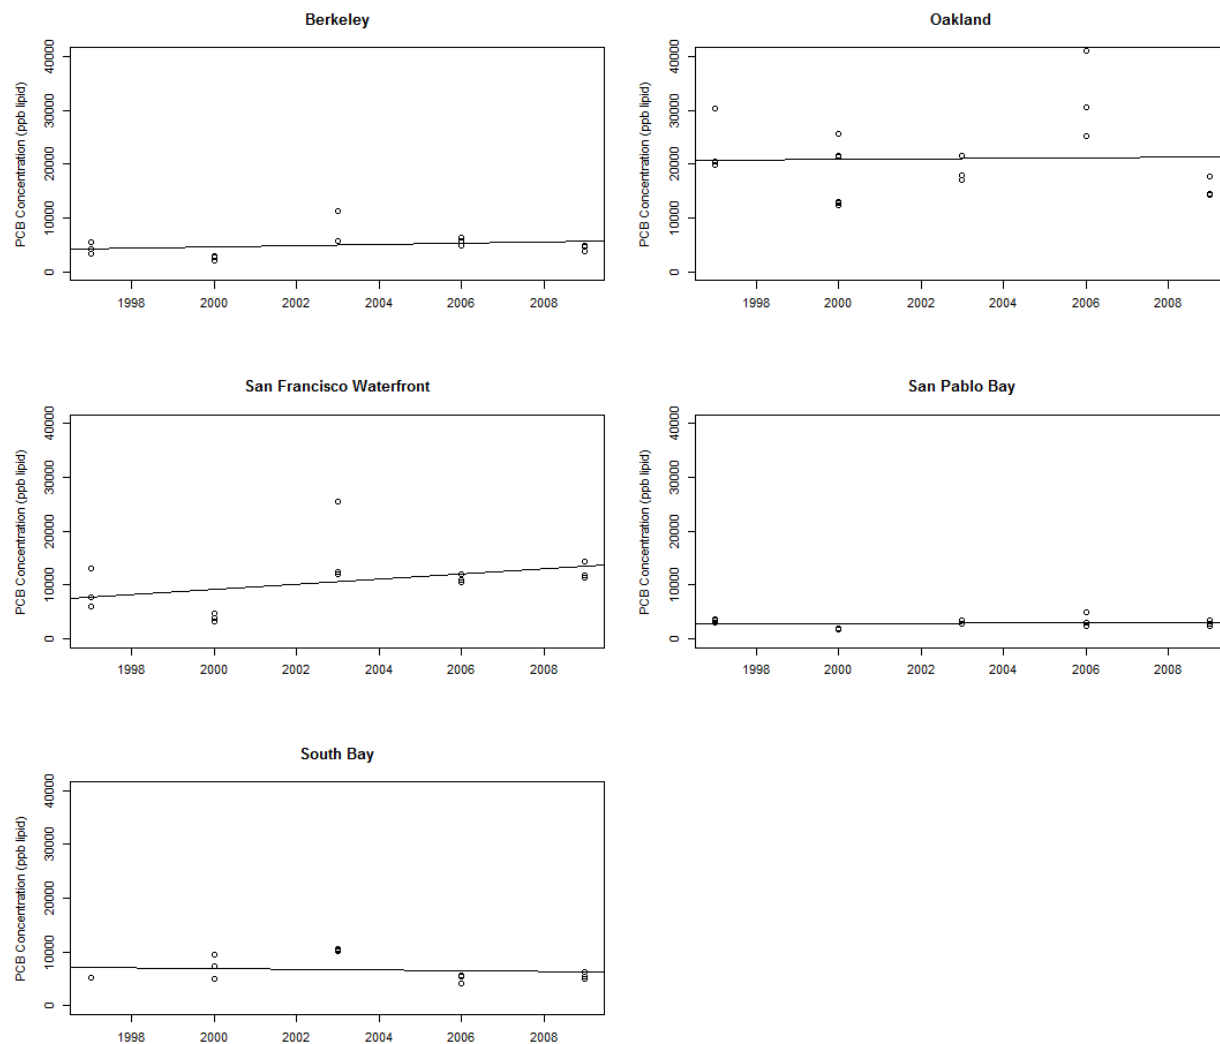 Berkeley
PCB Concentration (ppb lipid)
40000
30000
20000
10000
0
1998 2000 2002 2004 2006 2008
Oakland
PCB Concentration (ppb lipid)
40000
30000
20000
10000
0
1998 2000 2002 2004 2006 2008
San Francisco Waterfront
PCB Concentration (ppb lipid)
40000
30000
20000
10000
0
1998 2000 2002 2004 2006 2008
San Pablo Bay
PCB Concentration (ppb lipid)
40000
30000
20000
10000
0
1998 2000 2002 2004 2006 2008
South Bay
PCB Concentration (ppb lipid)
40000
30000
20000
10000
0
1998 2000 2002 2004 2006 2008